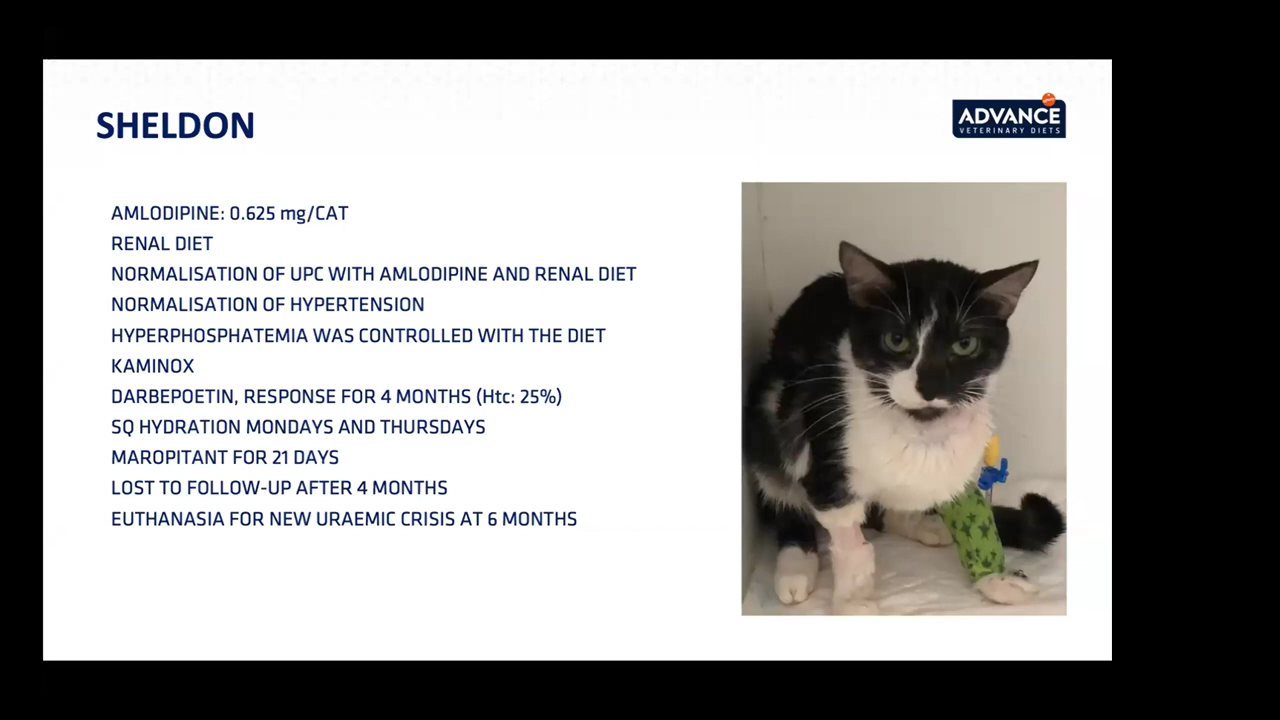 SHELDON
ADVANCE
VETERINARY DIETS
AMLODIPINE: 0.625 mg/CAT
RENAL DIET
NORMALISATION OF UPC WITH AMLODIPINE AND RENAL DIET
NORMALISATION OF HYPERTENSION
HYPERPHOSPHATEMIA WAS CONTROLLED WITH THE DIET
KAMINOX
DARBEPOETIN, RESPONSE FOR 4 MONTHS (Htc: 25%)
SQ HYDRATION MONDAYS AND THURSDAYS
MAROPITANT FOR 21 DAYS
LOST TO FOLLOW-UP AFTER 4 MONTHS
EUTHANASIA FOR NEW URAEMIC CRISIS AT 6 MONTHS